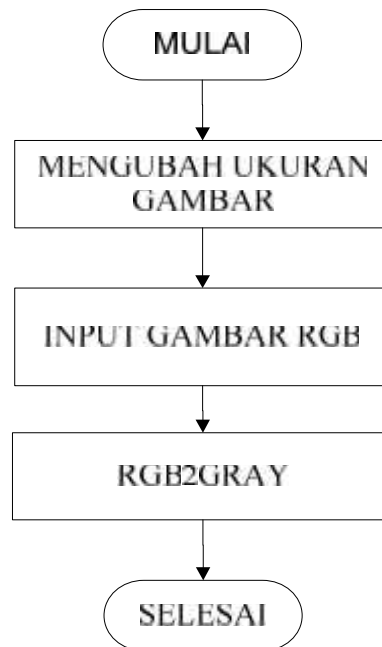 MULAI
MENGUBAH UKURAN
GAMBAR
INPUT GAMBAR RGB
RGB2GRAY
SELESAI